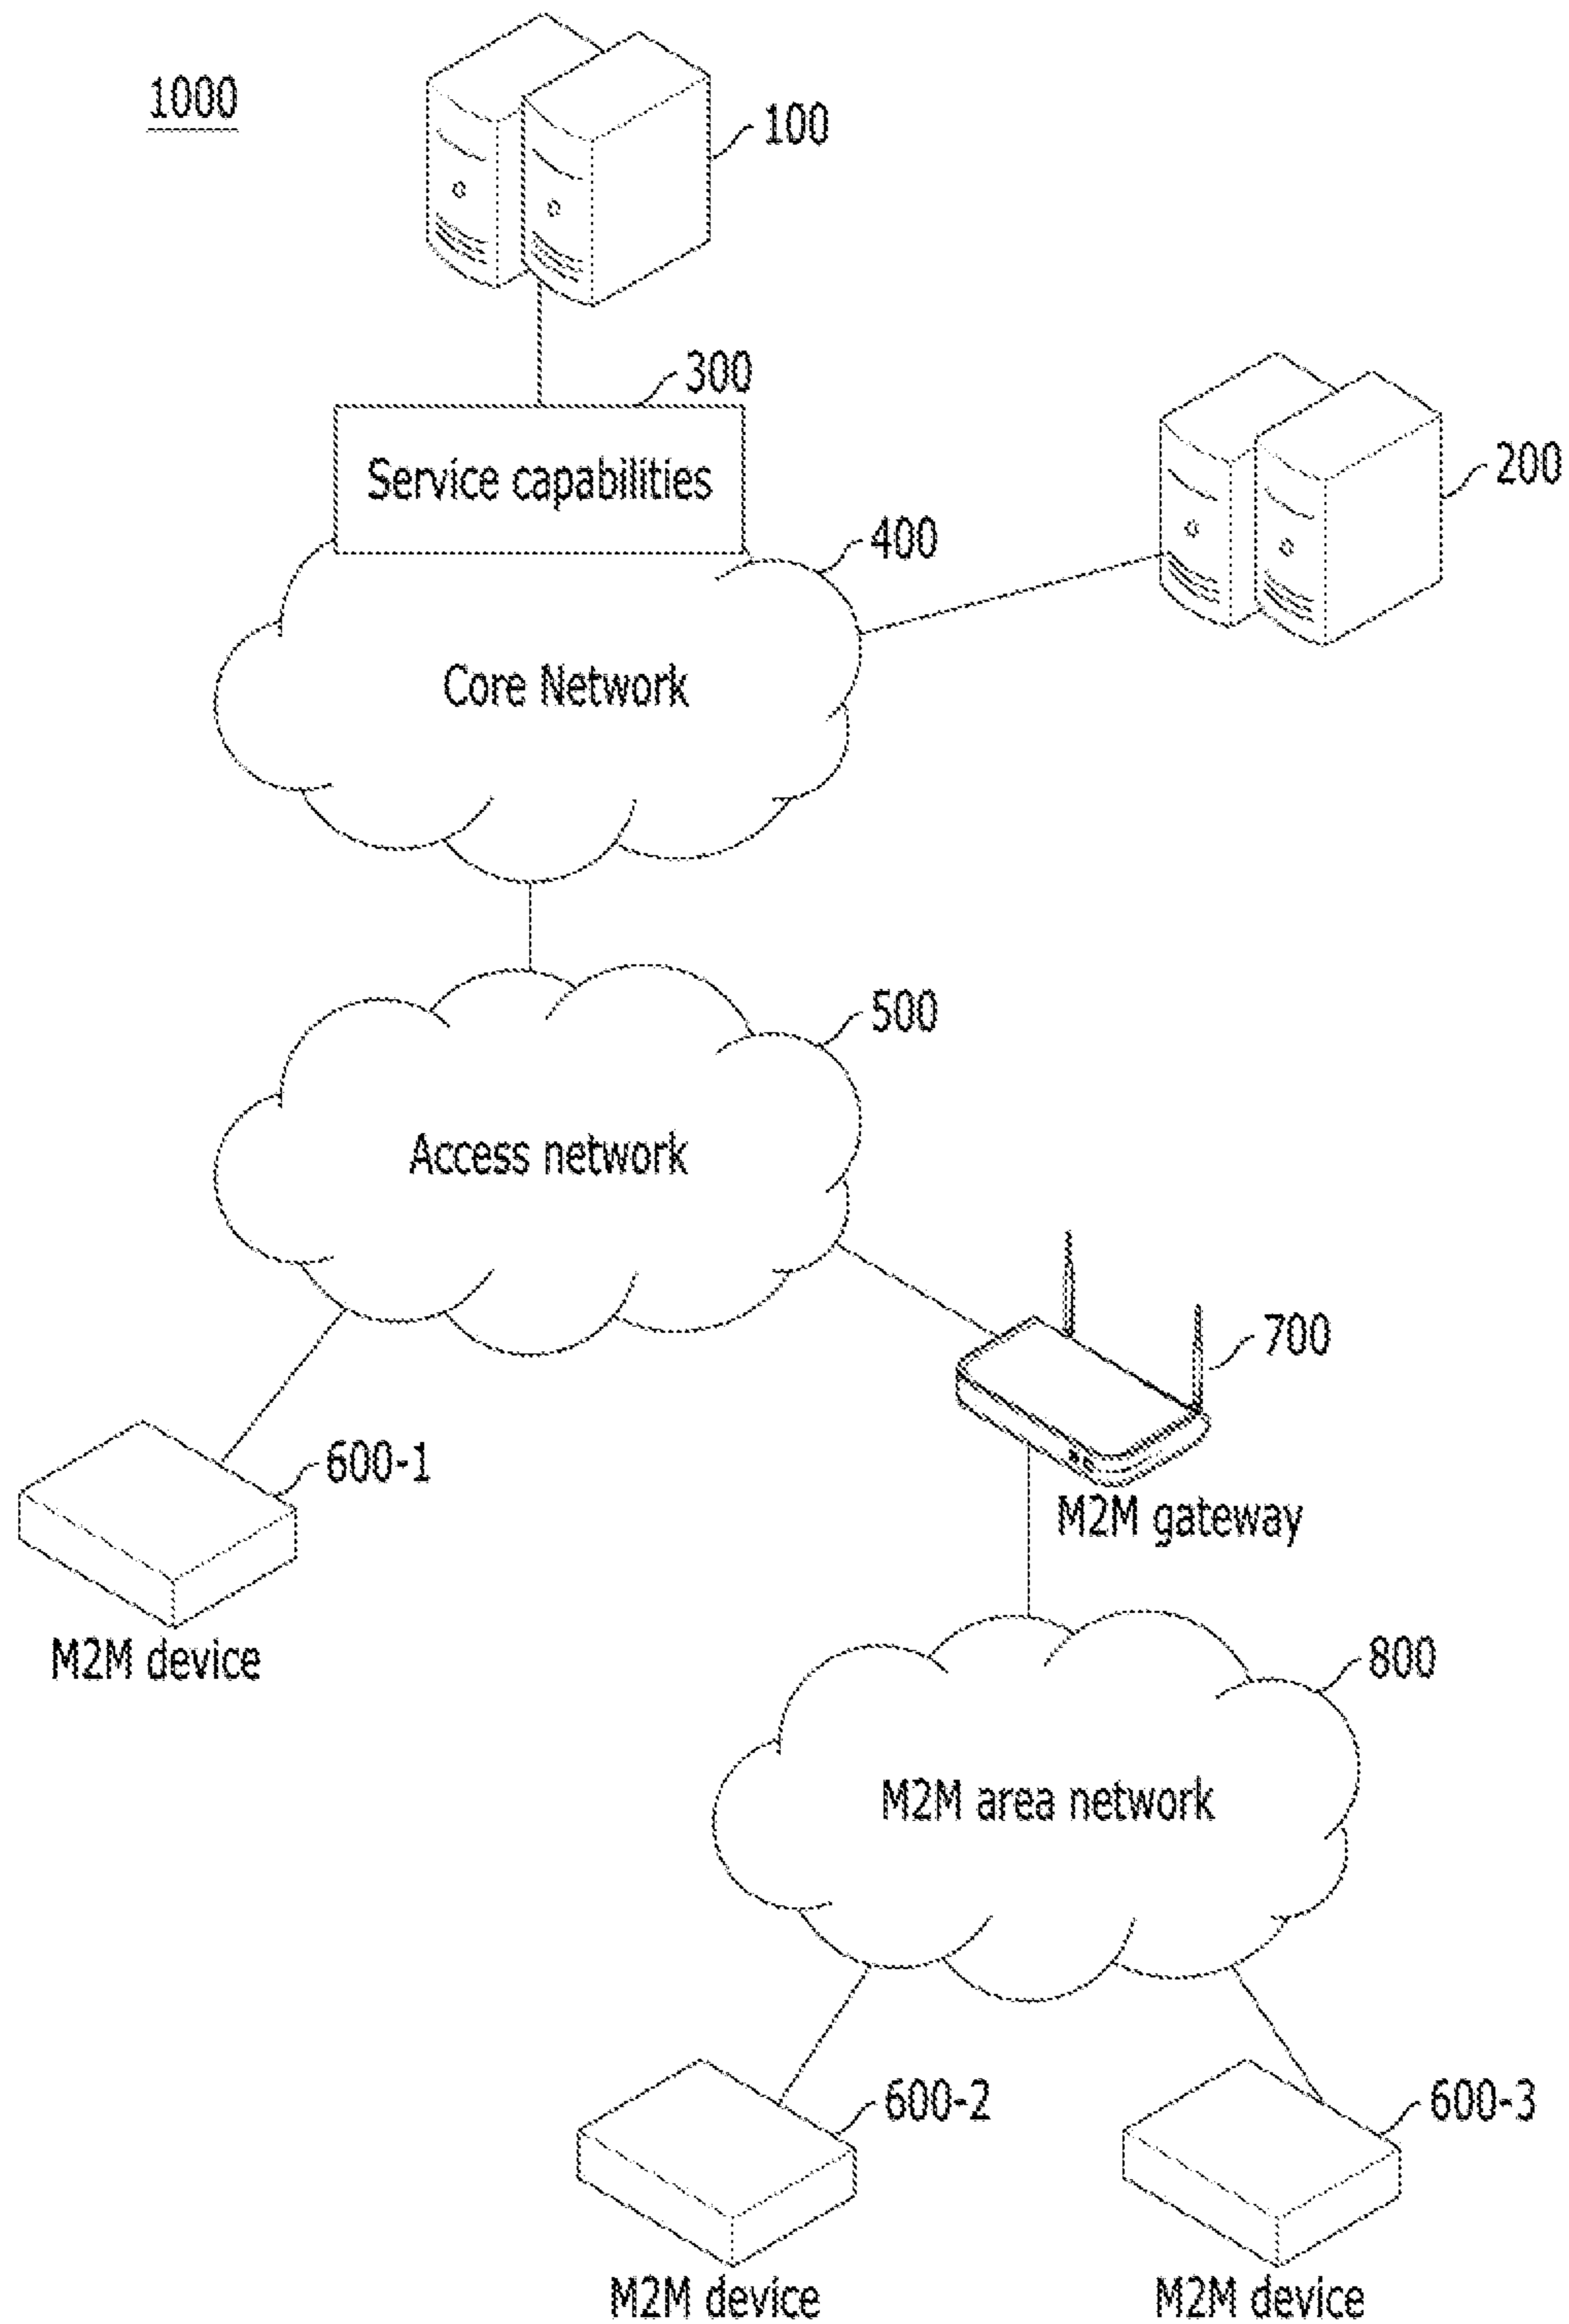 1000
100
300
Service capabilities
200
400
Core Network
500
Access network
700
600-1
M2M gateway
M2M device
800
M2M area network
600-2
600-3
M2M device
M2M device